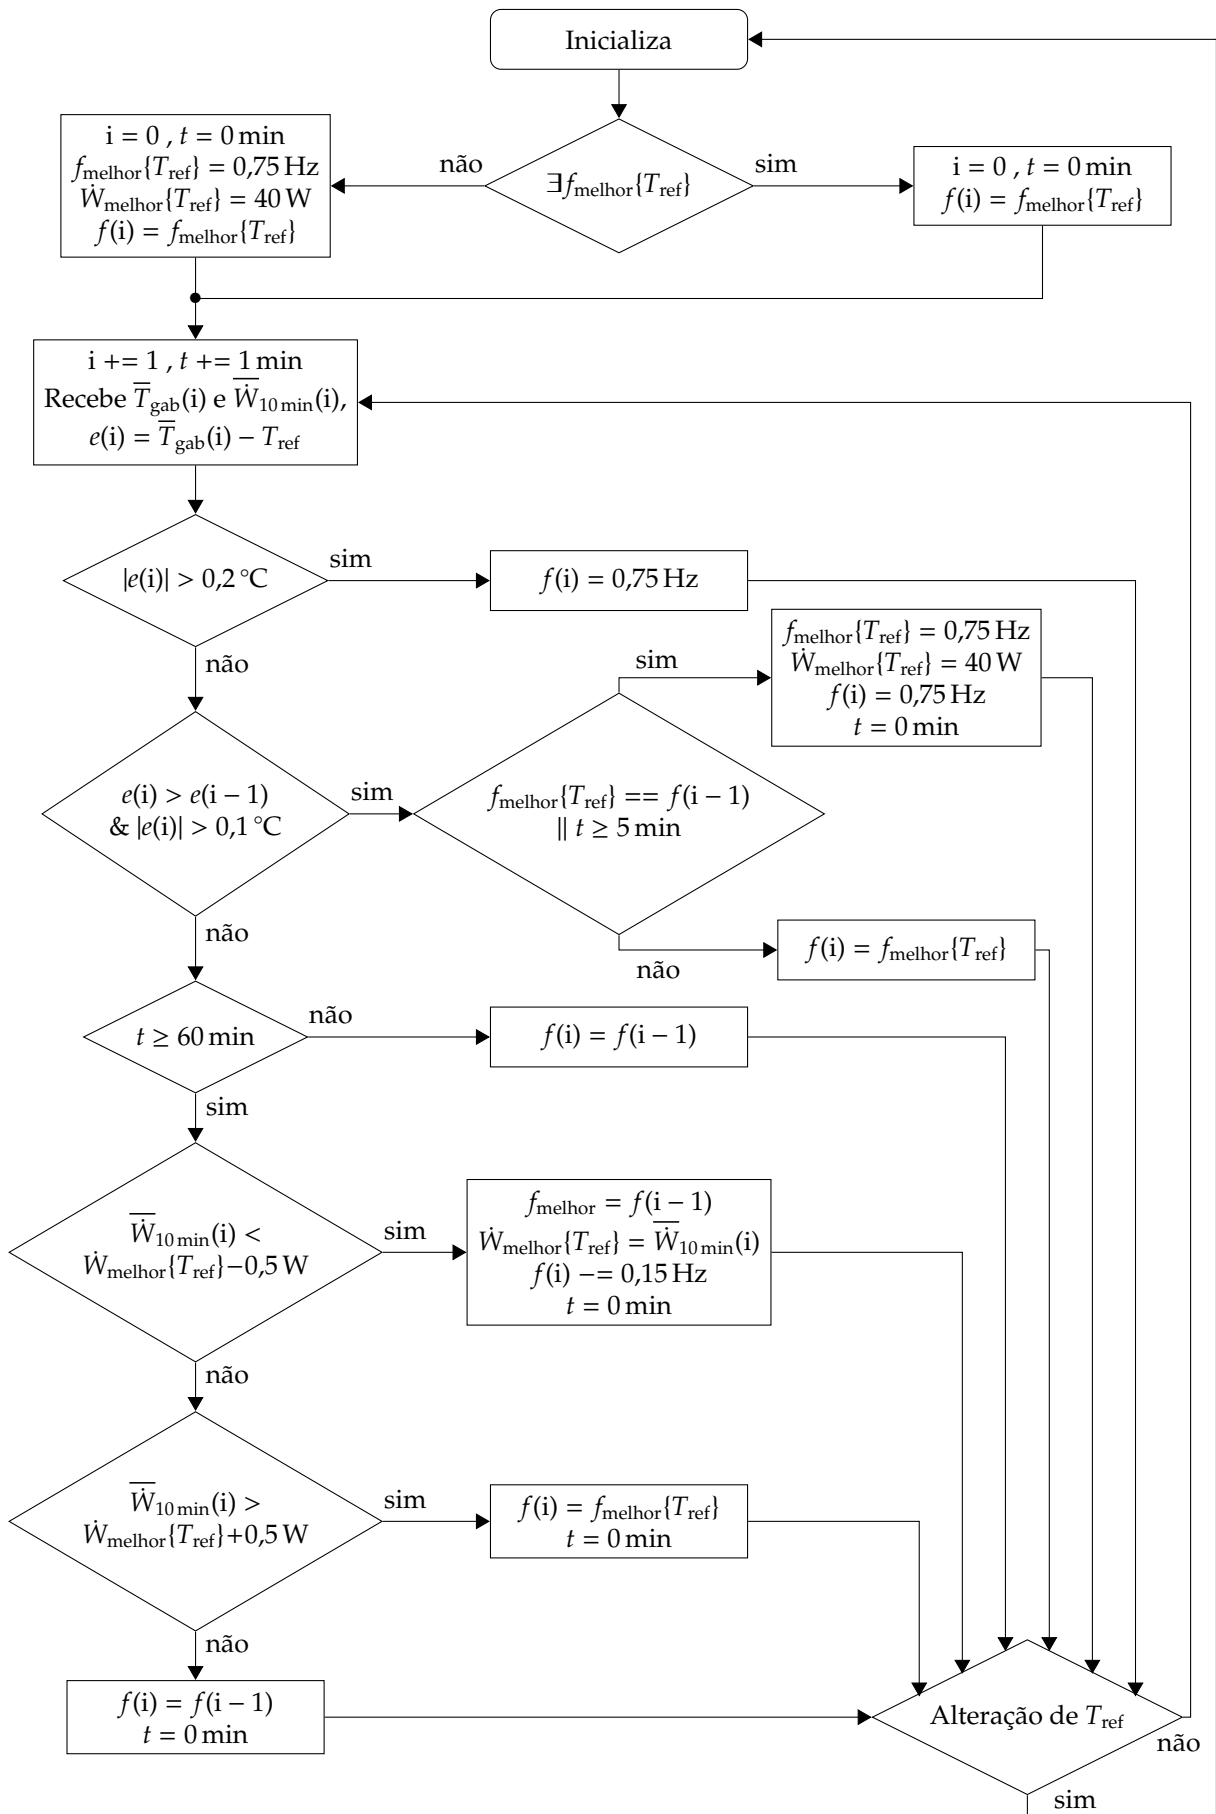 Inicializa
i = 0 , t = 0 min
f_melhor{T_ref} = 0,75 Hz
Ẇ_melhor{T_ref} = 40 W
f(i) = f_melhor{T_ref}
não
∃f_melhor{T_ref}
sim
i = 0 , t = 0 min
f(i) = f_melhor{T_ref}
i += 1 , t += 1 min
Recebe T̅_gab(i) e Ẇ̅_10 min(i),
e(i) = T̅_gab(i) − T_ref
|e(i)| > 0,2 °C
sim
f(i) = 0,75 Hz
não
e(i) > e(i − 1)
& |e(i)| > 0,1 °C
sim
f_melhor{T_ref} == f(i − 1)
|| t ≥ 5 min
sim
f_melhor{T_ref} = 0,75 Hz
Ẇ_melhor{T_ref} = 40 W
f(i) = 0,75 Hz
t = 0 min
não
f(i) = f_melhor{T_ref}
não
t ≥ 60 min
não
f(i) = f(i − 1)
sim
Ẇ̅_10 min(i) <
Ẇ_melhor{T_ref}−0,5 W
sim
f_melhor = f(i − 1)
Ẇ_melhor{T_ref} = Ẇ̅_10 min(i)
f(i) −= 0,15 Hz
t = 0 min
não
Ẇ̅_10 min(i) >
Ẇ_melhor{T_ref}+0,5 W
sim
f(i) = f_melhor{T_ref}
t = 0 min
não
f(i) = f(i − 1)
t = 0 min
Alteração de T_ref
não
sim